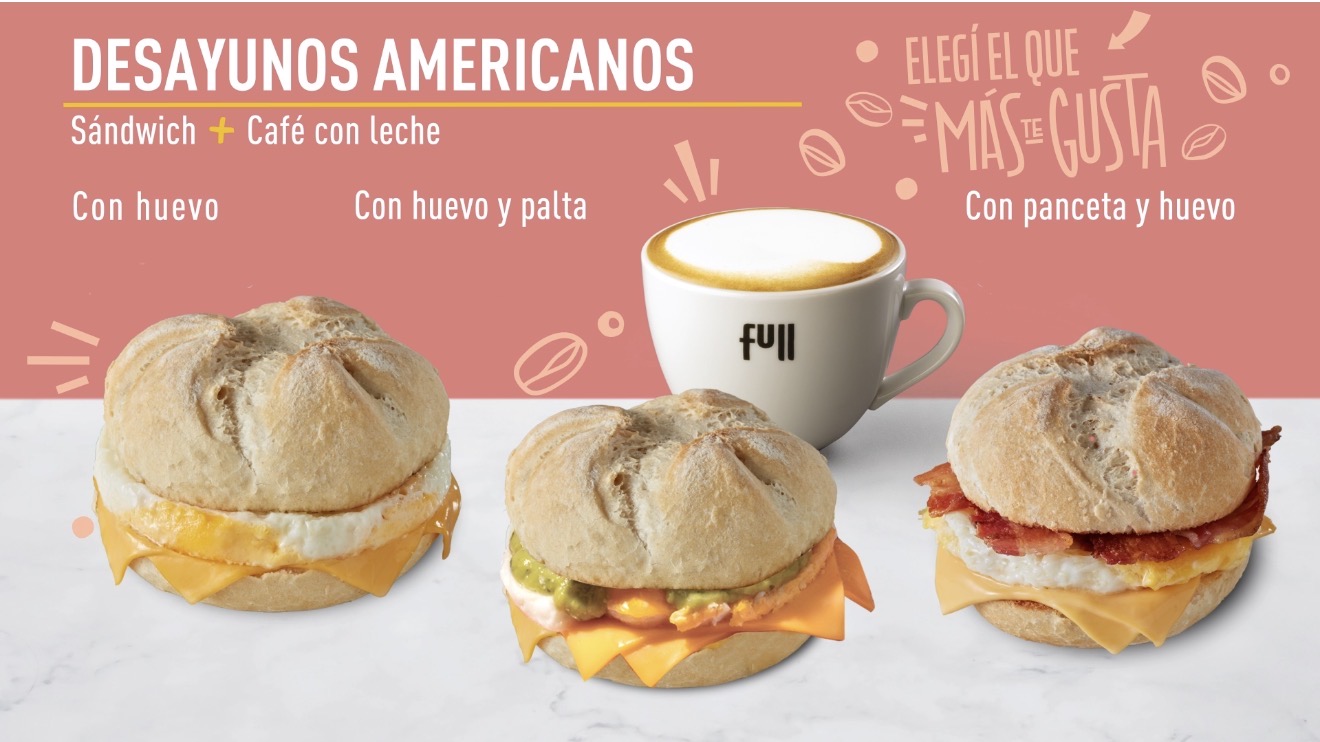 DESAYUNOS AMERICANOS
Sándwich + Café con leche
ELEGÍ EL QUE
MÁS TE GUSTA
Con huevo
Con huevo y palta
Con panceta y huevo
full